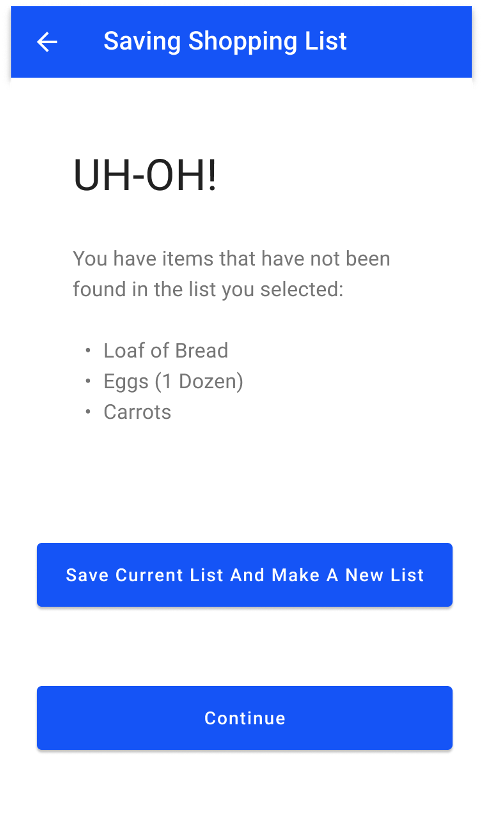 Saving Shopping List
UH-OH!
You have items that have not been
found in the list you selected:
• Loaf of Bread
• Eggs (1 Dozen)
• Carrots
Save Current List And Make A New List
Continue